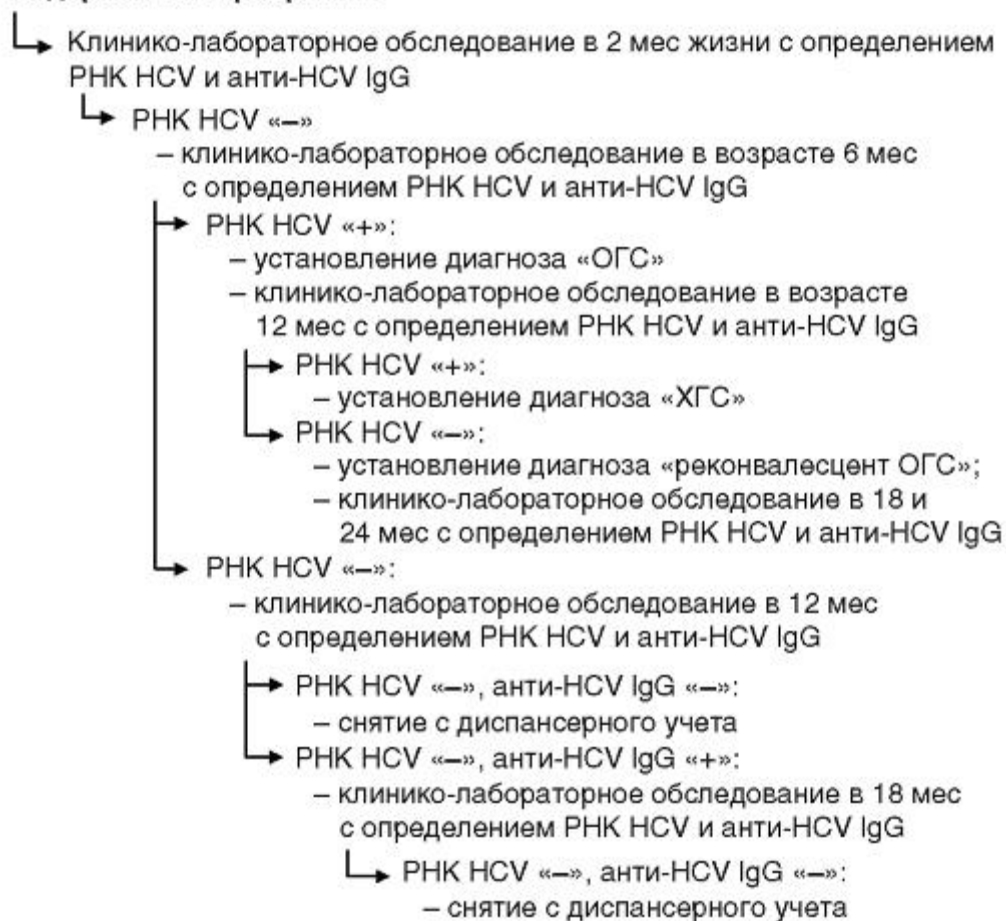 Клинико-лабораторное обследование в 2 мес жизни с определением
РНК HCV и анти-HCV IgG
РНК HCV «–»
– клинико-лабораторное обследование в возрасте 6 мес
с определением РНК HCV и анти-HCV IgG
РНК HCV «+»:
– установление диагноза «ОГС»
– клинико-лабораторное обследование в возрасте
12 мес с определением РНК HCV и анти-HCV IgG
РНК HCV «+»:
– установление диагноза «ХГС»
РНК HCV «–»:
– установление диагноза «реконвалесцент ОГС»;
– клинико-лабораторное обследование в 18 и
24 мес с определением РНК HCV и анти-HCV IgG
РНК HCV «–»:
– клинико-лабораторное обследование в 12 мес
с определением РНК HCV и анти-HCV IgG
РНК HCV «–», анти-HCV IgG «–»:
– снятие с диспансерного учета
РНК HCV «–», анти-HCV IgG «+»:
– клинико-лабораторное обследование в 18 мес
с определением РНК HCV и анти-HCV IgG
РНК HCV «–», анти-HCV IgG «–»:
– снятие с диспансерного учета